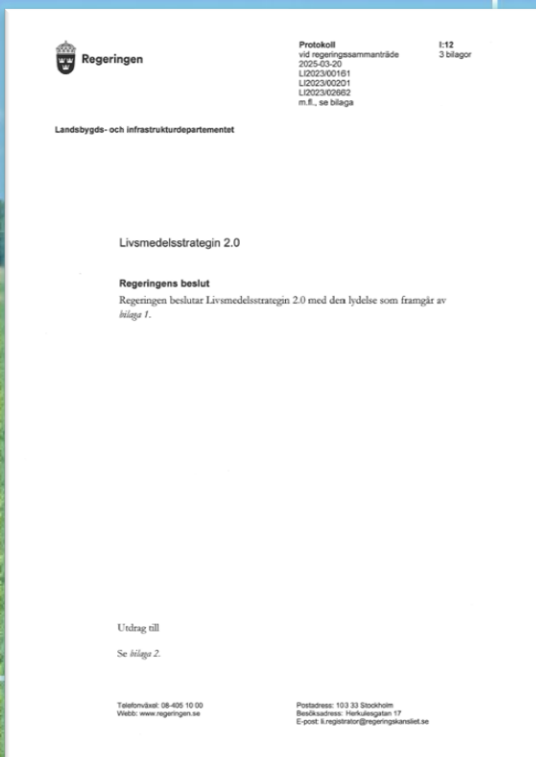 Regeringen
Protokoll
vid regeringssammanträde
2025-03-20
LI2023/00161
LI2023/00201
LI2023/02662
m.fl., se bilaga
I:12
3 bilagor
Landsbygds- och infrastrukturdepartementet
Livsmedelsstrategin 2.0
Regeringens beslut
Regeringen beslutar Livsmedelsstrategin 2.0 med den lydelse som framgår av
bilaga 1.
Utdrag till
Se bilaga 2.
Telefonväxel: 08-405 10 00
Webb: www.regeringen.se
Postadress: 103 33 Stockholm
Besöksadress: Herkulesgatan 17
E-post: li.registrator@regeringskansliet.se